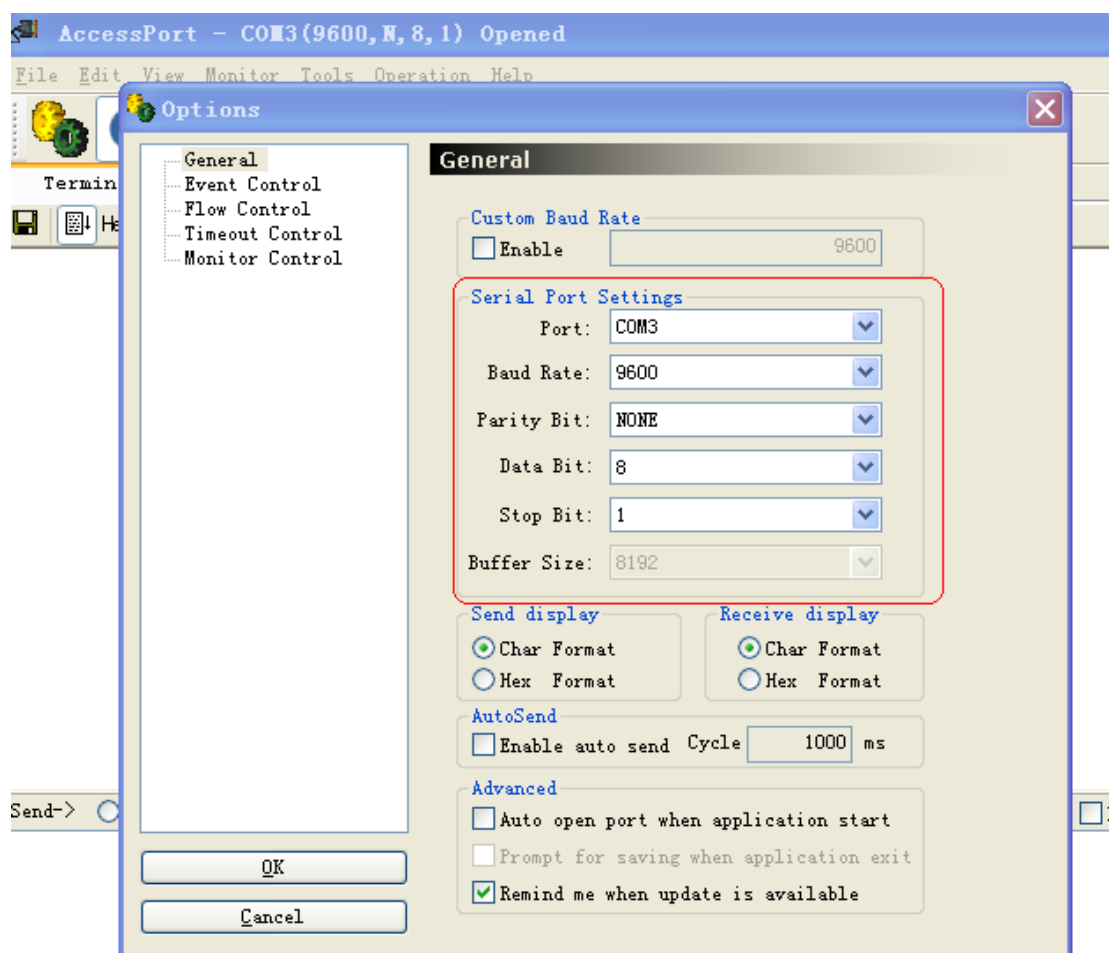 AccessPort - COM3(9600,N,8,1) Opened
File Edit View Monitor Tools Operation Help
Options
General
Event Control
Flow Control
Timeout Control
Monitor Control
OK
Cancel
General
Custom Baud Rate
Enable 9600
Serial Port Settings
Port: COM3
Baud Rate: 9600
Parity Bit: NONE
Data Bit: 8
Stop Bit: 1
Buffer Size: 8192
Send display Receive display
Char Format Char Format
Hex Format Hex Format
AutoSend
Enable auto send Cycle 1000 ms
Advanced
Auto open port when application start
Prompt for saving when application exit
Remind me when update is available
Termin
Send->